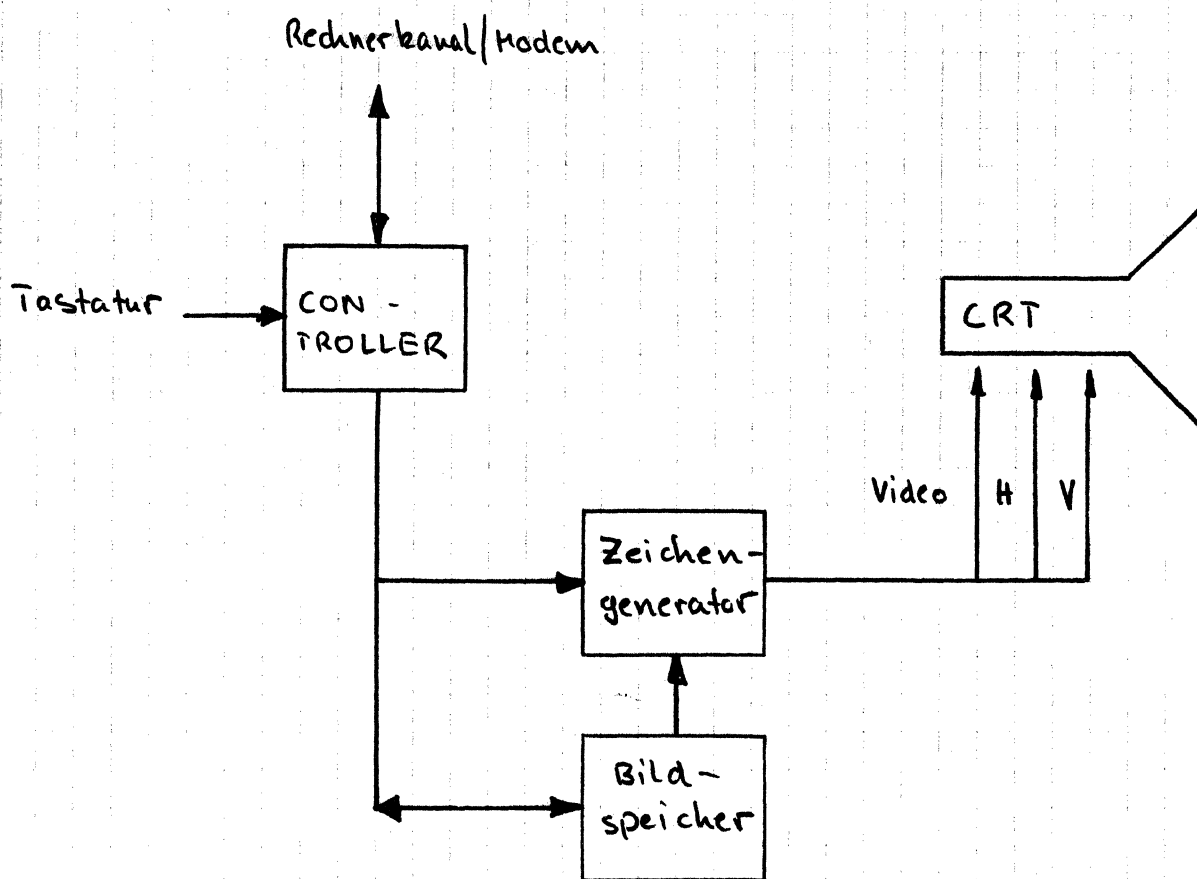 Rechnerkanal/Modem
Tastatur
CON-
TROLLER
CRT
Video H V
Zeichen-
generator
Bild-
speicher